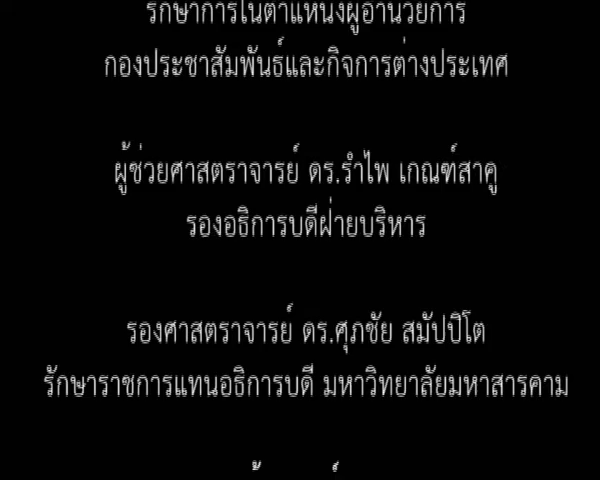 รักษาการในตำแหน่งผู้อำนวยการ
กองประชาสัมพันธ์และกิจการต่างประเทศ
ผู้ช่วยศาสตราจารย์ ดร.รำไพ เกณฑ์สาคู
รองอธิการบดีฝ่ายบริหาร
รองศาสตราจารย์ ดร.ศุภชัย สมัปปิโต
รักษาราชการแทนอธิการบดี มหาวิทยาลัยมหาสารคาม